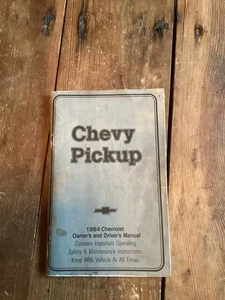 Chevy
Pickup
1984 Chevrolet
Owner's and Driver's Manual
Contains Important Operating
Safety & Maintenance Instructions
Keep With Vehicle At All Times